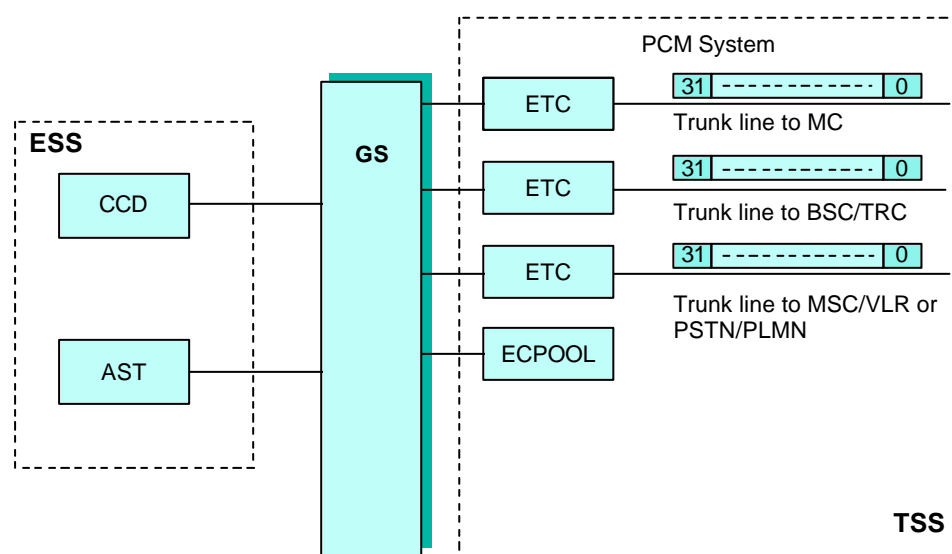 PCM System
ESS
CCD
AST
GS
ETC
31 0
Trunk line to MC
ETC
31 0
Trunk line to BSC/TRC
ETC
31 0
Trunk line to MSC/VLR or
PSTN/PLMN
ECPOOL
TSS